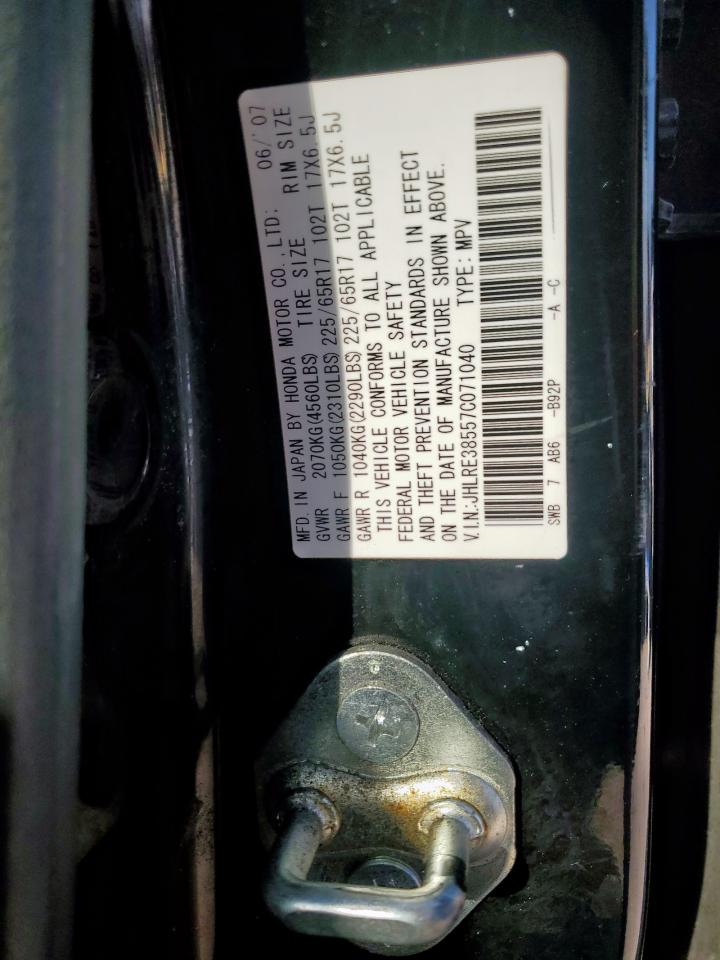 MFD. IN JAPAN BY HONDA MOTOR CO., LTD: 06/'07
GVWR 2070KG(4560LBS) TIRE SIZE RIM SIZE
GAWR F 1050KG(2310LBS) 225/65R17 102T 17X6.5J
GAWR R 1040KG(2290LBS) 225/65R17 102T 17X6.5J
THIS VEHICLE CONFORMS TO ALL APPLICABLE
FEDERAL MOTOR VEHICLE SAFETY
AND THEFT PREVENTION STANDARDS IN EFFECT
ON THE DATE OF MANUFACTURE SHOWN ABOVE.
V.I.N:JHLRE38557C071040 TYPE:MPV
SWB 7 AB6 -B92P -A -C